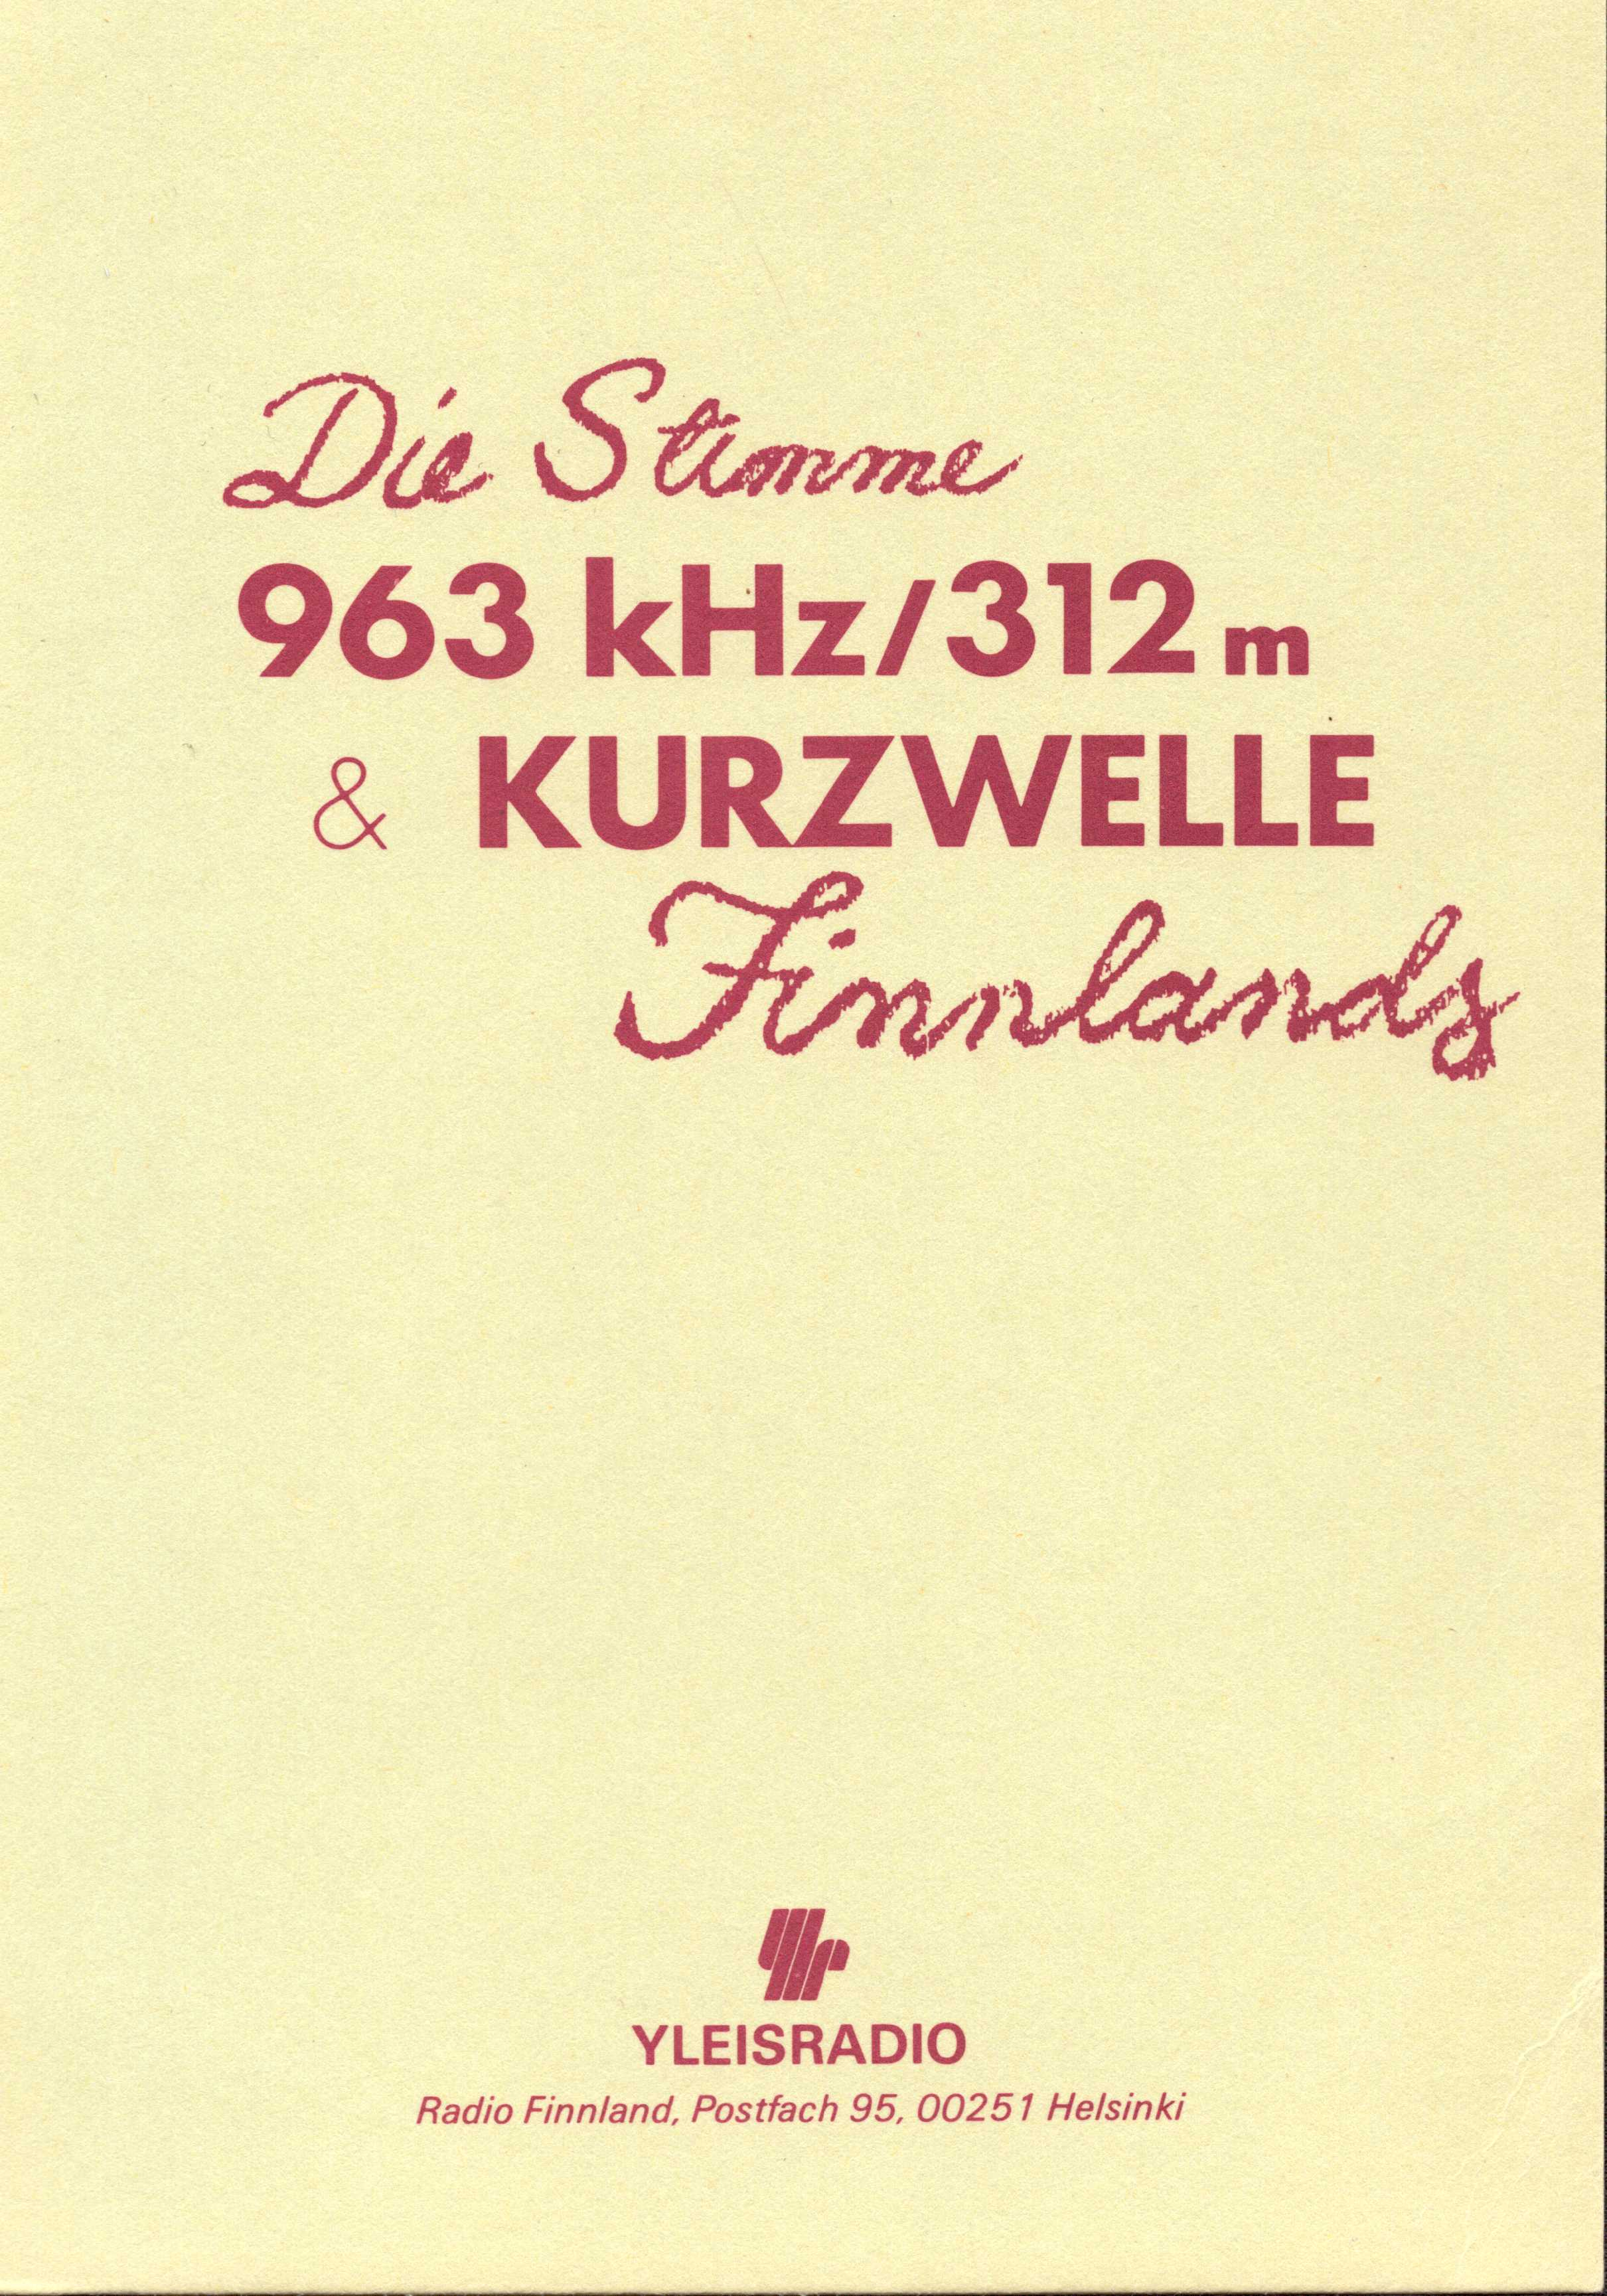 Die Stimme
963 kHz/312 m
& KURZWELLE
Finnlands
YLEISRADIO
Radio Finnland, Postfach 95, 00251 Helsinki